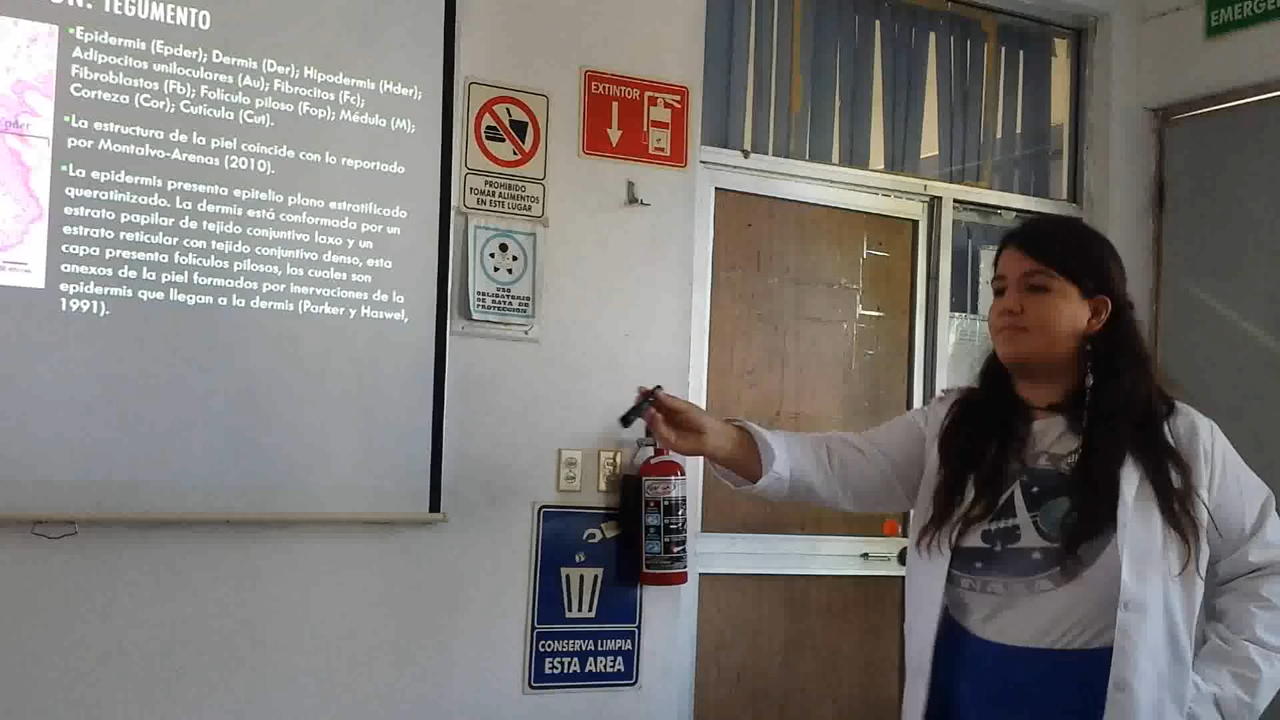 TEGUMENTO
*Epidermis (Epder); Dermis (Der); Hipodermis (Hder);
Adipocitos uniloculares (Au); Fibrocitos (Fc);
Fibroblastos (Fb); Folículo piloso (Fop); Médula (M);
Corteza (Cor); Cutícula (Cut).
*La estructura de la piel coincide con lo reportado
por Montalvo-Arenas (2010).
*La epidermis presenta epitelio plano estratificado
queratinizado. La dermis está conformada por un
estrato papilar de tejido conjuntivo laxo y un
estrato reticular con tejido conjuntivo denso, esta
capa presenta folículos pilosos, los cuales son
anexos de la piel formados por inervaciones de la
epidermis que llegan a la dermis (Parker y Haswel,
1991).
PROHIBIDO
TOMAR ALIMENTOS
EN ESTE LUGAR
USO
OBLIGATORIO
DE BATA DE
PROTECCION
EXTINTOR
CONSERVA LIMPIA
ESTA AREA
NASA
EMERGE